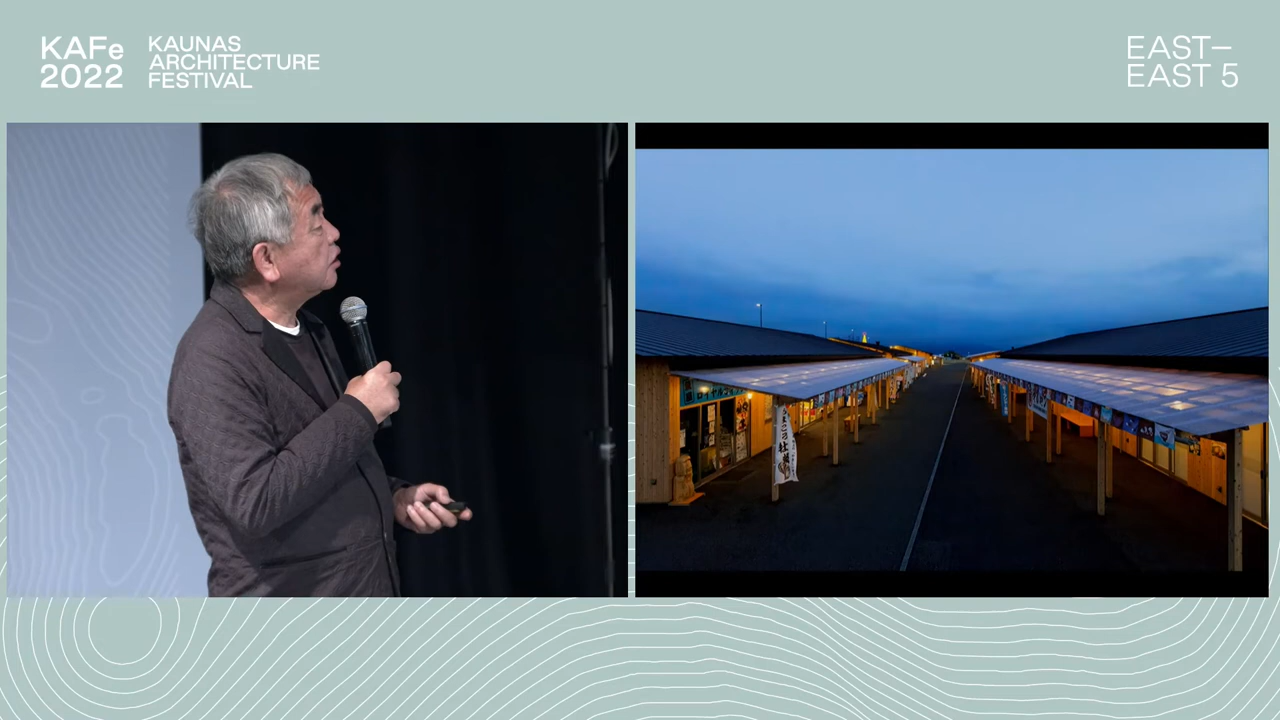 KAFe
2022
KAUNAS
ARCHITECTURE
FESTIVAL
EAST–
EAST 5